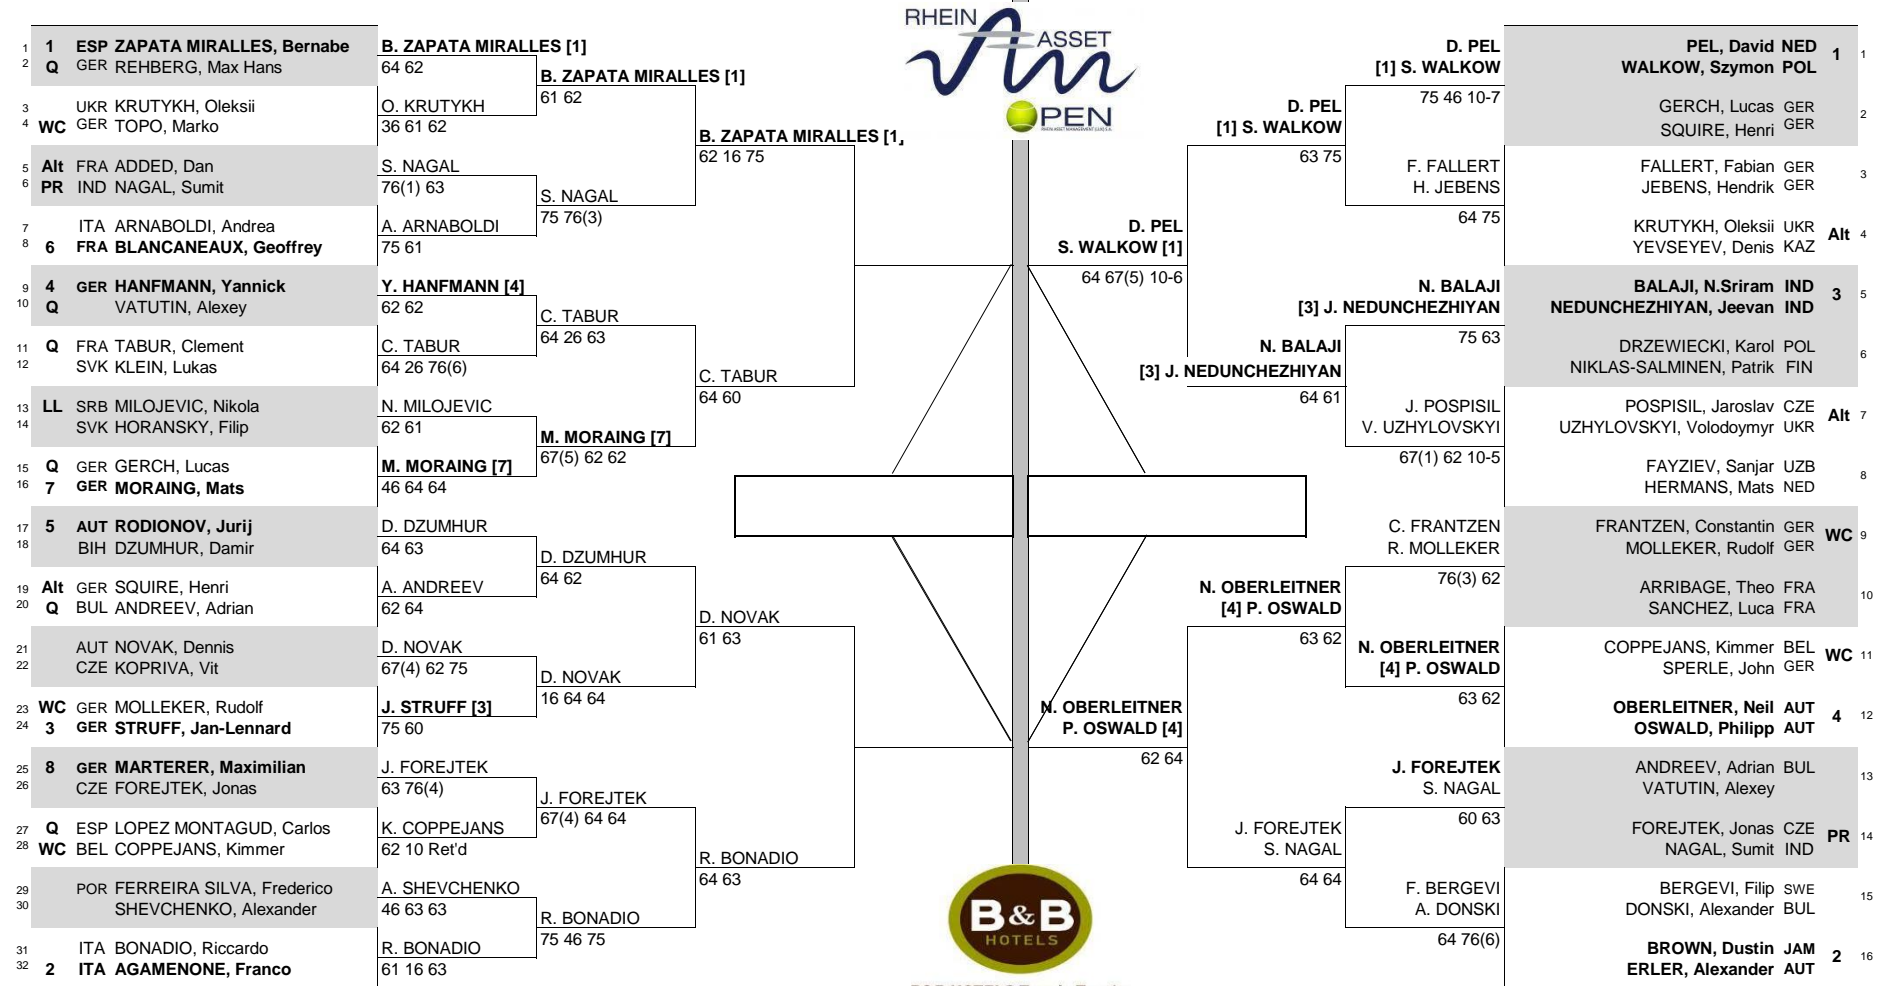 RHEIN
ASSET
OPEN
1 1 ESP ZAPATA MIRALLES, Bernabe
2 Q GER REHBERG, Max Hans
3 UKR KRUTYKH, Oleksii
4 WC GER TOPO, Marko
5 Alt FRA ADDED, Dan
6 PR IND NAGAL, Sumit
7 ITA ARNABOLDI, Andrea
8 6 FRA BLANCANEAUX, Geoffrey
9 4 GER HANFMANN, Yannick
10 Q VATUTIN, Alexey
11 Q FRA TABUR, Clement
12 SVK KLEIN, Lukas
13 LL SRB MILOJEVIC, Nikola
14 SVK HORANSKY, Filip
15 Q GER GERCH, Lucas
16 7 GER MORAING, Mats
17 5 AUT RODIONOV, Jurij
18 BIH DZUMHUR, Damir
19 Alt GER SQUIRE, Henri
20 Q BUL ANDREEV, Adrian
21 AUT NOVAK, Dennis
22 CZE KOPRIVA, Vit
23 WC GER MOLLEKER, Rudolf
24 3 GER STRUFF, Jan-Lennard
25 8 GER MARTERER, Maximilian
26 CZE FOREJTEK, Jonas
27 Q ESP LOPEZ MONTAGUD, Carlos
28 WC BEL COPPEJANS, Kimmer
29 POR FERREIRA SILVA, Frederico
30 SHEVCHENKO, Alexander
31 ITA BONADIO, Riccardo
32 2 ITA AGAMENONE, Franco
B. ZAPATA MIRALLES [1]
64 62
O. KRUTYKH
36 61 62
S. NAGAL
76(1) 63
A. ARNABOLDI
75 61
Y. HANFMANN [4]
62 62
C. TABUR
64 26 76(6)
N. MILOJEVIC
62 61
M. MORAING [7]
46 64 64
D. DZUMHUR
64 63
A. ANDREEV
62 64
D. NOVAK
67(4) 62 75
J. STRUFF [3]
75 60
J. FOREJTEK
63 76(4)
K. COPPEJANS
62 10 Ret'd
A. SHEVCHENKO
46 63 63
R. BONADIO
61 16 63
B. ZAPATA MIRALLES [1]
61 62
S. NAGAL
75 76(3)
C. TABUR
64 26 63
M. MORAING [7]
67(5) 62 62
D. DZUMHUR
64 62
D. NOVAK
16 64 64
J. FOREJTEK
67(4) 64 64
R. BONADIO
75 46 75
B. ZAPATA MIRALLES [1]
62 16 75
C. TABUR
64 60
D. NOVAK
61 63
R. BONADIO
64 63
D. PEL
S. WALKOW [1]
64 67(5) 10-6
N. OBERLEITNER
P. OSWALD [4]
62 64
D. PEL
[1] S. WALKOW
63 75
N. BALAJI
[3] J. NEDUNCHEZHIYAN
64 61
N. OBERLEITNER
[4] P. OSWALD
63 62
J. FOREJTEK
S. NAGAL
64 64
D. PEL
[1] S. WALKOW
75 46 10-7
F. FALLERT
H. JEBENS
64 75
N. BALAJI
[3] J. NEDUNCHEZHIYAN
75 63
J. POSPISIL
V. UZHYLOVSKYI
67(1) 62 10-5
C. FRANTZEN
R. MOLLEKER
76(3) 62
N. OBERLEITNER
[4] P. OSWALD
63 62
J. FOREJTEK
S. NAGAL
60 63
F. BERGEVI
A. DONSKI
64 76(6)
PEL, David NED 1 1
WALKOW, Szymon POL
GERCH, Lucas GER 2
SQUIRE, Henri GER
FALLERT, Fabian GER 3
JEBENS, Hendrik GER
KRUTYKH, Oleksii UKR Alt 4
YEVSEYEV, Denis KAZ
BALAJI, N.Sriram IND 3 5
NEDUNCHEZHIYAN, Jeevan IND
DRZEWIECKI, Karol POL 6
NIKLAS-SALMINEN, Patrik FIN
POSPISIL, Jaroslav CZE Alt 7
UZHYLOVSKYI, Volodoymyr UKR
FAYZIEV, Sanjar UZB 8
HERMANS, Mats NED
FRANTZEN, Constantin GER WC 9
MOLLEKER, Rudolf GER
ARRIBAGE, Theo FRA 10
SANCHEZ, Luca FRA
COPPEJANS, Kimmer BEL WC 11
SPERLE, John GER
OBERLEITNER, Neil AUT 4 12
OSWALD, Philipp AUT
ANDREEV, Adrian BUL 13
VATUTIN, Alexey
FOREJTEK, Jonas CZE PR 14
NAGAL, Sumit IND
BERGEVI, Filip SWE 15
DONSKI, Alexander BUL
BROWN, Dustin JAM 2 16
ERLER, Alexander AUT
B&B
HOTELS